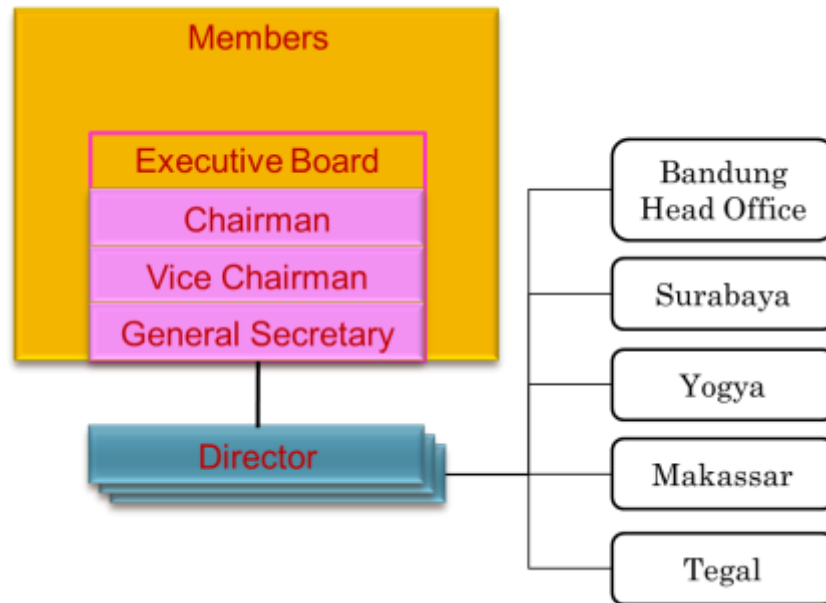 Members
Executive Board
Chairman
Vice Chairman
General Secretary
Director
Bandung
Head Office
Surabaya
Yogya
Makassar
Tegal